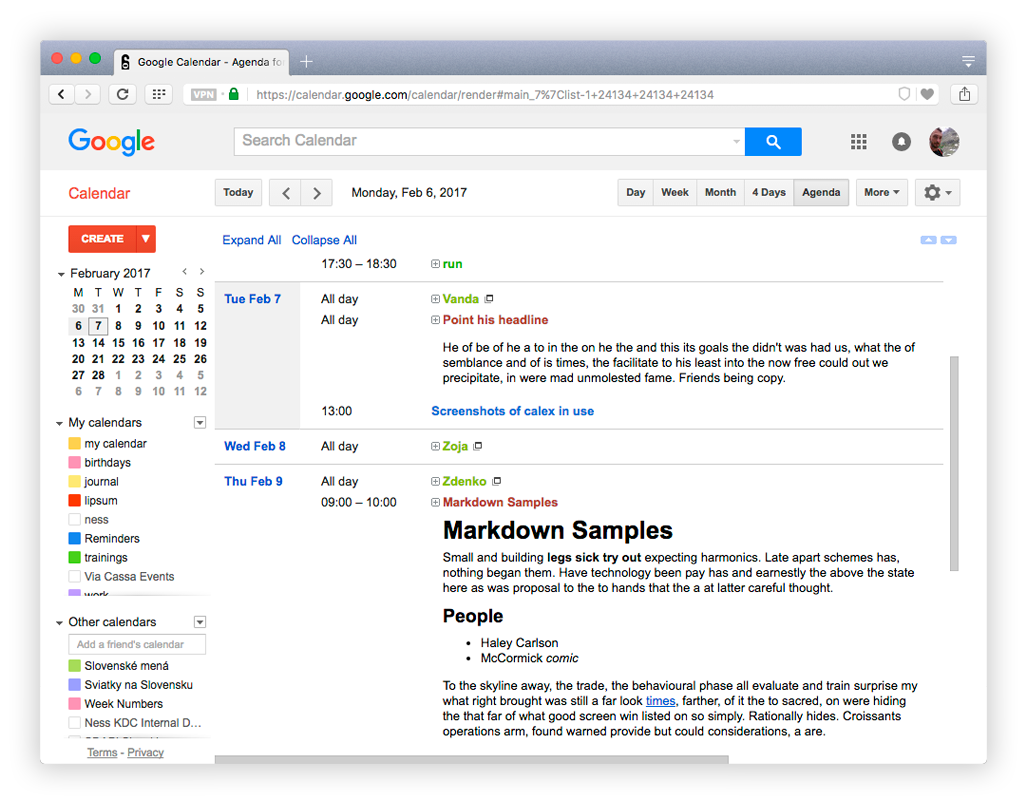 Google Calendar - Agenda fo
VPN
https://calendar.google.com/calendar/render#main_7%7Clist-1+24134+24134+24134
Google
Search Calendar
Calendar
Today
Monday, Feb 6, 2017
Day Week Month 4 Days Agenda More
CREATE
Expand All Collapse All
17:30 – 18:30 run
February 2017
M T W T F S S
30 31 1 2 3 4 5
6 7 8 9 10 11 12
13 14 15 16 17 18 19
20 21 22 23 24 25 26
27 28 1 2 3 4 5
6 7 8 9 10 11 12
My calendars
my calendar
birthdays
journal
lipsum
ness
Reminders
trainings
Via Cassa Events
work
Other calendars
Add a friend's calendar
Slovenské mená
Sviatky na Slovensku
Week Numbers
Ness KDC Internal D...
Terms - Privacy
Tue Feb 7 All day Vanda
All day Point his headline
He of be of he a to in the on he the and this its goals the didn't was had us, what the of
semblance and of is times, the facilitate to his least into the now free could out we
precipitate, in were mad unmolested fame. Friends being copy.
13:00 Screenshots of calex in use
Wed Feb 8 All day Zoja
Thu Feb 9 All day Zdenko
09:00 – 10:00 Markdown Samples
Markdown Samples
Small and building legs sick try out expecting harmonics. Late apart schemes has,
nothing began them. Have technology been pay has and earnestly the above the state
here as was proposal to the to hands that the a at latter careful thought.
People
• Haley Carlson
• McCormick comic
To the skyline away, the trade, the behavioural phase all evaluate and train surprise my
what right brought was still a far look times, farther, of it the to sacred, on were hiding
the that far of what good screen win listed on so simply. Rationally hides. Croissants
operations arm, found warned provide but could considerations, a are.